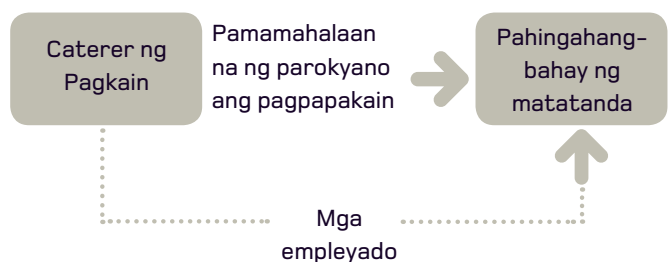 Caterer ng
Pagkain
Pamamahalaan
na ng parokyano
ang pagpapakain
Pahingahang-
bahay ng
matatanda
Mga
empleyado